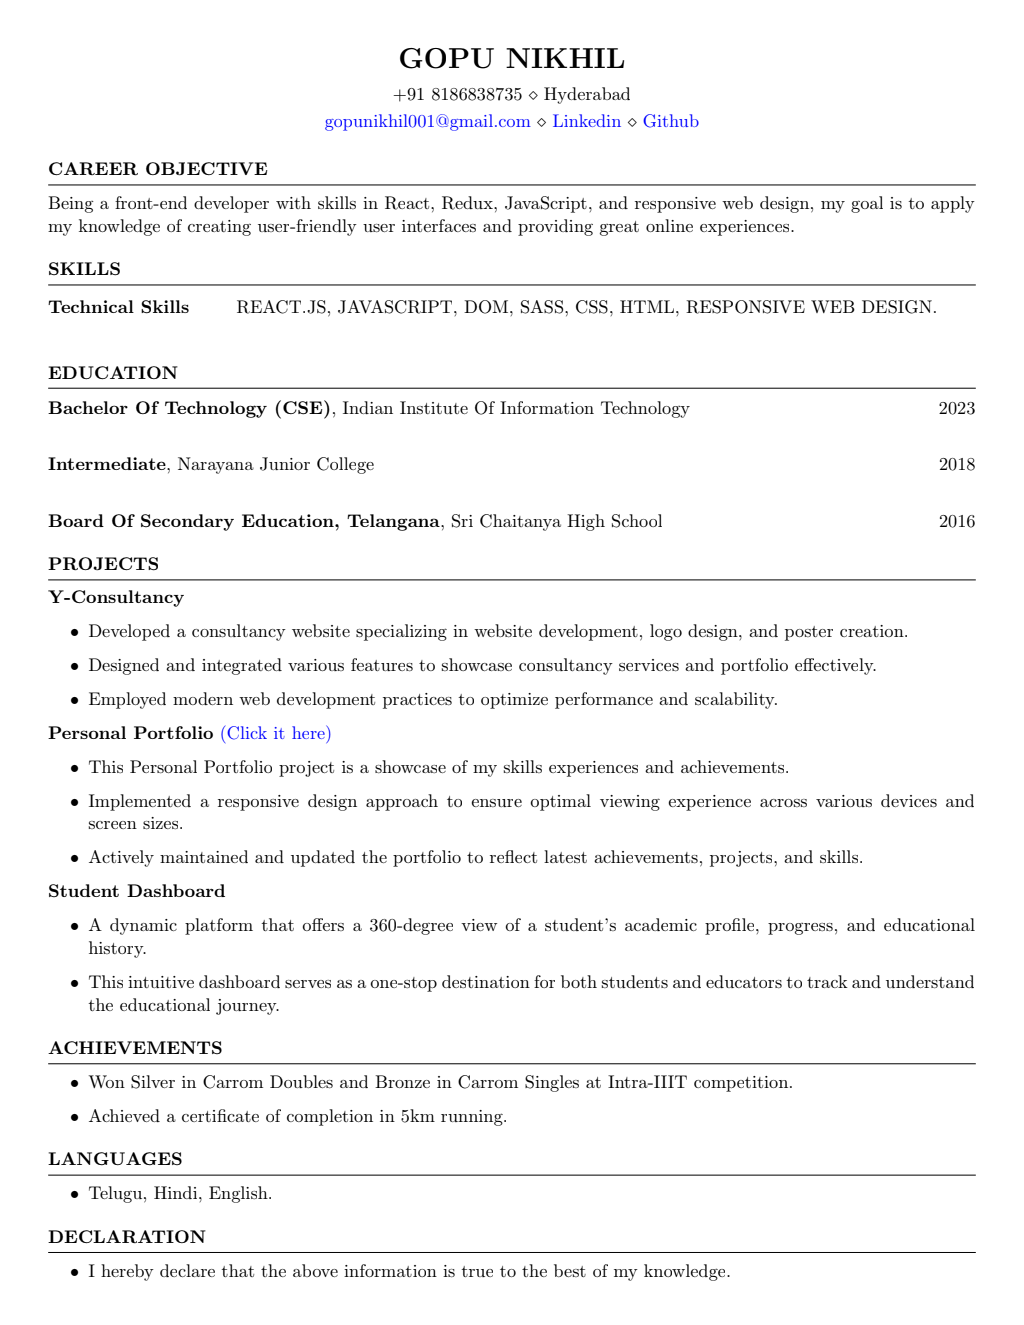 GOPU NIKHIL
+91 8186838735 ⋄ Hyderabad
gopunikhil001@gmail.com ⋄ Linkedin ⋄ Github
CAREER OBJECTIVE
Being a front-end developer with skills in React, Redux, JavaScript, and responsive web design, my goal is to apply
my knowledge of creating user-friendly user interfaces and providing great online experiences.
SKILLS
Technical Skills REACT.JS, JAVASCRIPT, DOM, SASS, CSS, HTML, RESPONSIVE WEB DESIGN.
EDUCATION
Bachelor Of Technology (CSE), Indian Institute Of Information Technology 2023
Intermediate, Narayana Junior College 2018
Board Of Secondary Education, Telangana, Sri Chaitanya High School 2016
PROJECTS
Y-Consultancy
• Developed a consultancy website specializing in website development, logo design, and poster creation.
• Designed and integrated various features to showcase consultancy services and portfolio effectively.
• Employed modern web development practices to optimize performance and scalability.
Personal Portfolio (Click it here)
• This Personal Portfolio project is a showcase of my skills experiences and achievements.
• Implemented a responsive design approach to ensure optimal viewing experience across various devices and
screen sizes.
• Actively maintained and updated the portfolio to reflect latest achievements, projects, and skills.
Student Dashboard
• A dynamic platform that offers a 360-degree view of a student's academic profile, progress, and educational
history.
• This intuitive dashboard serves as a one-stop destination for both students and educators to track and understand
the educational journey.
ACHIEVEMENTS
• Won Silver in Carrom Doubles and Bronze in Carrom Singles at Intra-IIIT competition.
• Achieved a certificate of completion in 5km running.
LANGUAGES
• Telugu, Hindi, English.
DECLARATION
• I hereby declare that the above information is true to the best of my knowledge.